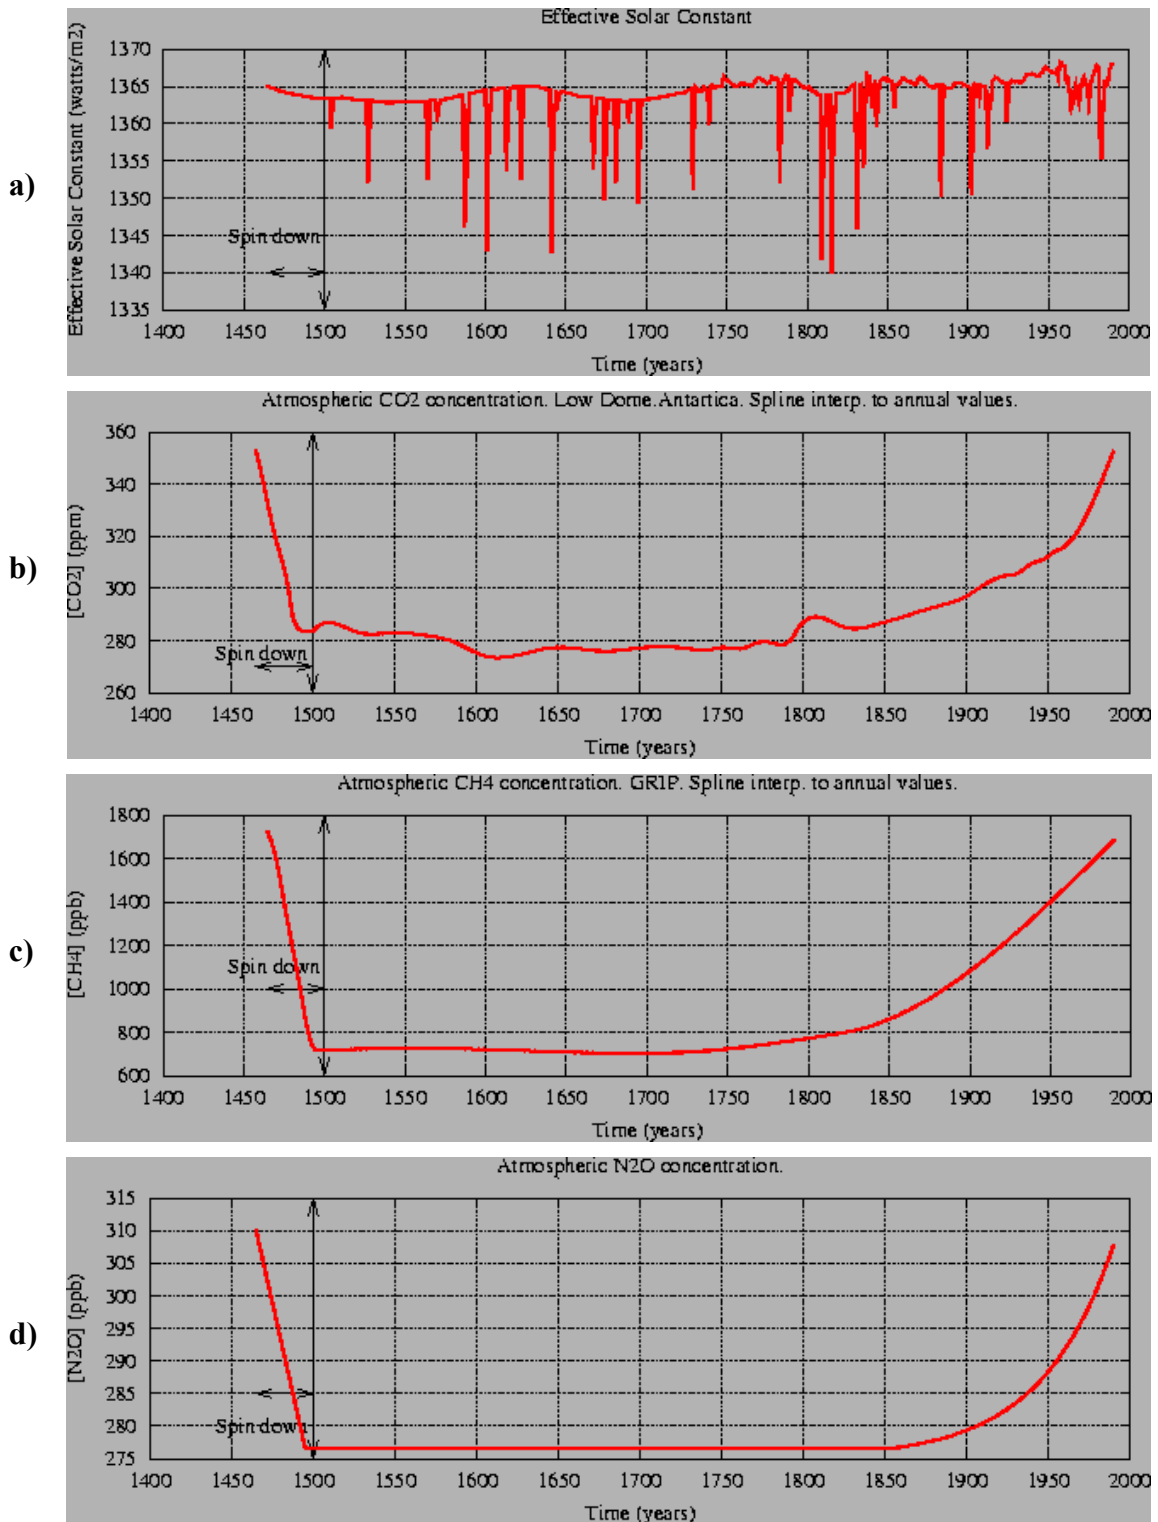 Effective Solar Constant
a)
Effective Solar Constant (watts/m2)
1370
1365
1360
1355
1350
1345
1340
1335
Spin down
1400 1450 1500 1550 1600 1650 1700 1750 1800 1850 1900 1950 2000
Time (years)
Atmospheric CO2 concentration. Low Dome.Antartica. Spline interp. to annual values.
b)
[CO2] (ppm)
360
340
320
300
280
260
Spin down
1400 1450 1500 1550 1600 1650 1700 1750 1800 1850 1900 1950 2000
Time (years)
Atmospheric CH4 concentration. GRIP. Spline interp. to annual values.
c)
[CH4] (ppb)
1800
1600
1400
1200
1000
800
600
Spin down
1400 1450 1500 1550 1600 1650 1700 1750 1800 1850 1900 1950 2000
Time (years)
Atmospheric N2O concentration.
d)
[N2O] (ppb)
315
310
305
300
295
290
285
280
275
Spin down
1400 1450 1500 1550 1600 1650 1700 1750 1800 1850 1900 1950 2000
Time (years)